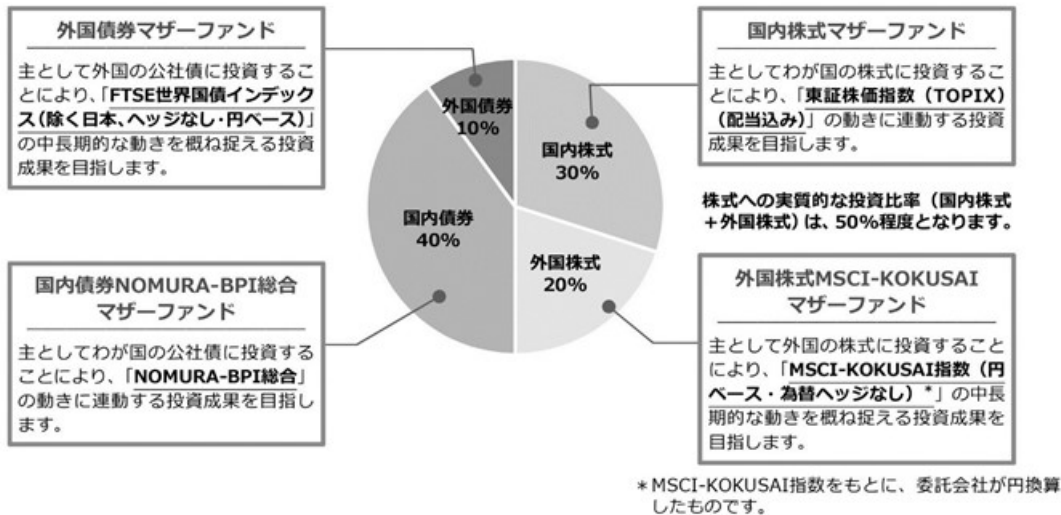 外国債券マザーファンド
主として外国の公社債に投資するこ
とにより、「FTSE世界国債インデック
ス(除く日本、ヘッジなし・円ベース)」
の中長期的な動きを概ね捉える投資
成果を目指します。
国内株式マザーファンド
主としてわが国の株式に投資するこ
とにより、「東証株価指数（TOPIX）
（配当込み）」の動きに連動する投資
成果を目指します。
外国債券
10%
国内株式
30%
国内債券
40%
外国株式
20%
株式への実質的な投資比率（国内株式
＋外国株式）は、50%程度となります。
国内債券NOMURA-BPI総合
マザーファンド
主としてわが国の公社債に投資する
ことにより、「NOMURA-BPI総合」
の動きに連動する投資成果を目指し
ます。
外国株式MSCI-KOKUSAI
マザーファンド
主として外国の株式に投資すること
により、「MSCI-KOKUSAI指数（円
ベース・為替ヘッジなし）*」の中長
期的な動きを概ね捉える投資成果を
目指します。
＊MSCI-KOKUSAI指数をもとに、委託会社が円換算
したものです。